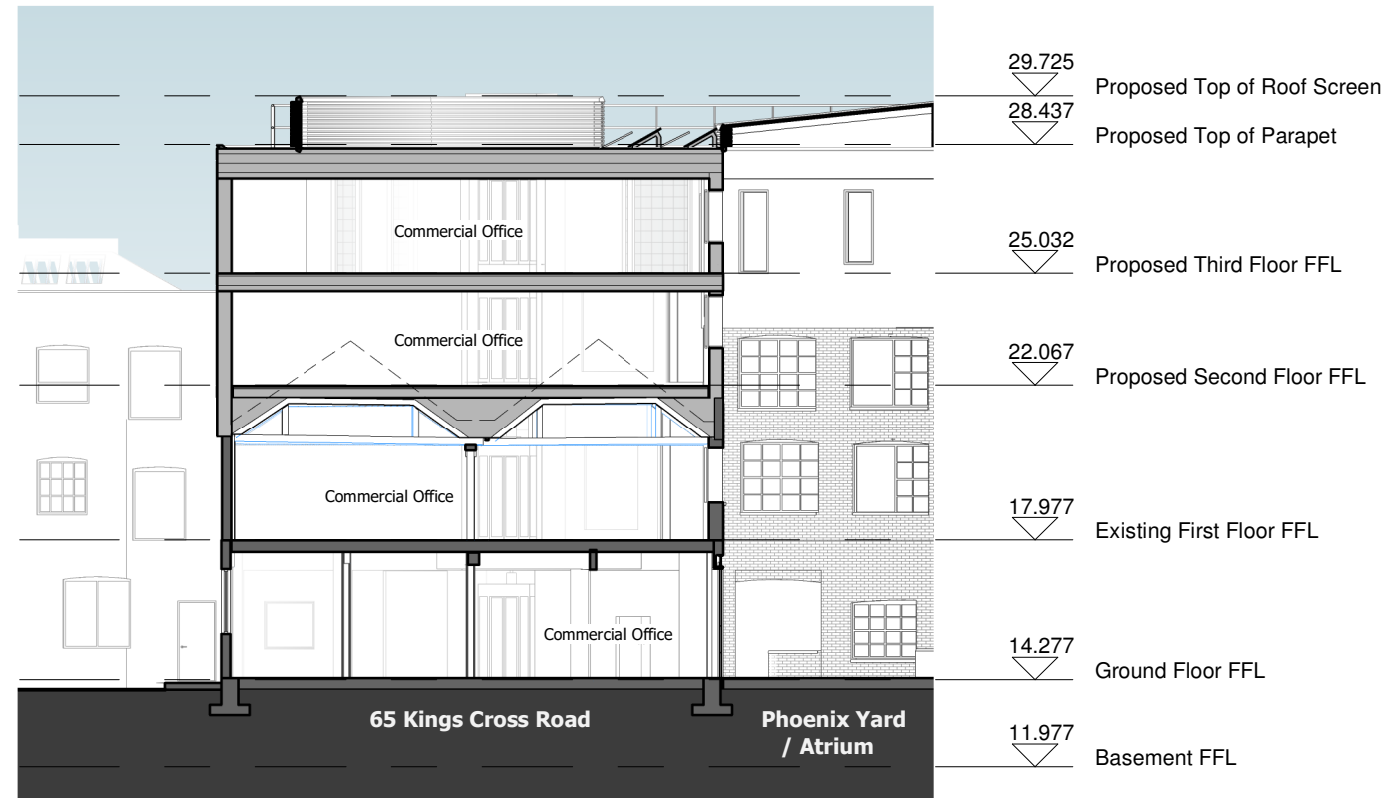 29.725
Proposed Top of Roof Screen
28.437
Proposed Top of Parapet
Commercial Office
25.032
Proposed Third Floor FFL
Commercial Office
22.067
Proposed Second Floor FFL
Commercial Office
17.977
Existing First Floor FFL
Commercial Office
14.277
Ground Floor FFL
65 Kings Cross Road
Phoenix Yard
/ Atrium
11.977
Basement FFL